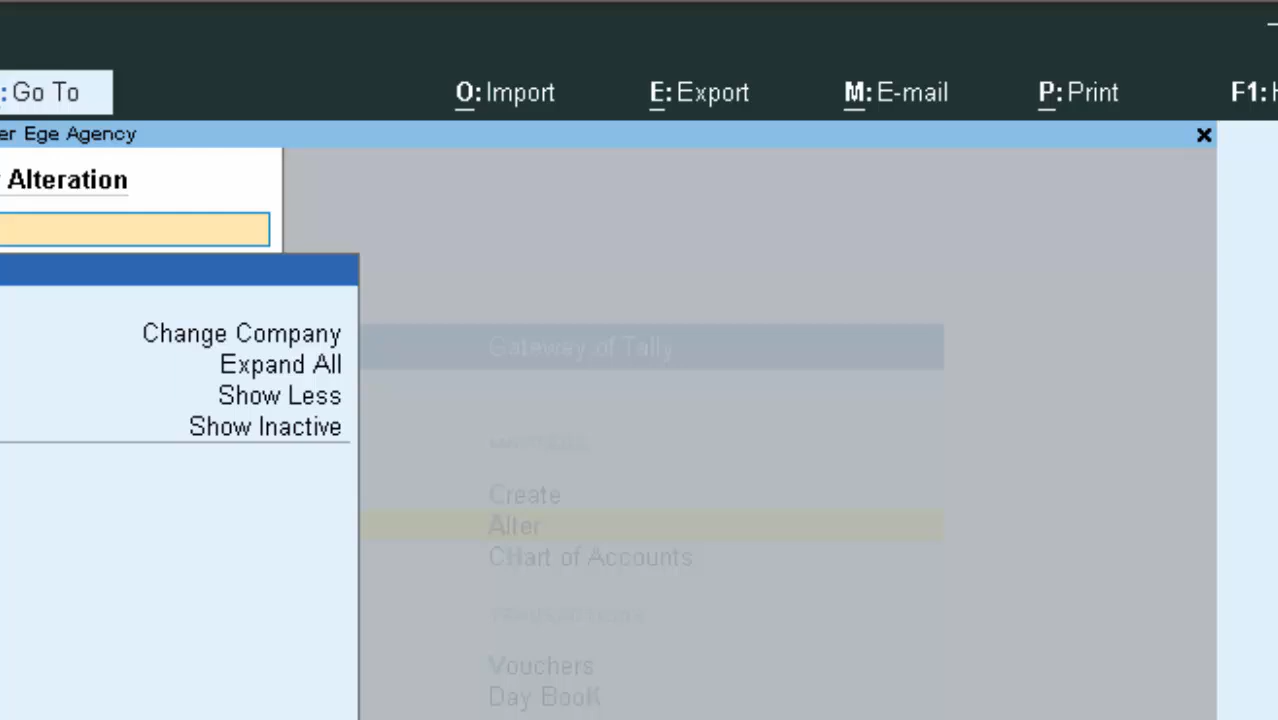 : Go To
O: Import
E: Export
M: E-mail
P: Print
F1:
er Ege Agency
Alteration
Change Company
Expand All
Show Less
Show Inactive
Gateway of Tally
Create
Alter
CHart of Accounts
Vouchers
Day BooK